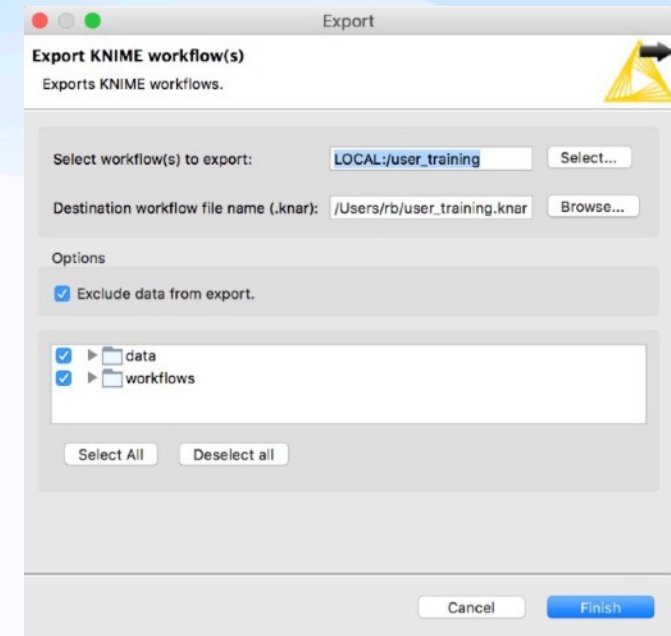 Export
Export KNIME workflow(s)
Exports KNIME workflows.
Select workflow(s) to export: LOCAL:/user_training Select...
Destination workflow file name (.knar): /Users/rb/user_training.knar Browse...
Options
Exclude data from export.
data
workflows
Select All Deselect all
Cancel Finish